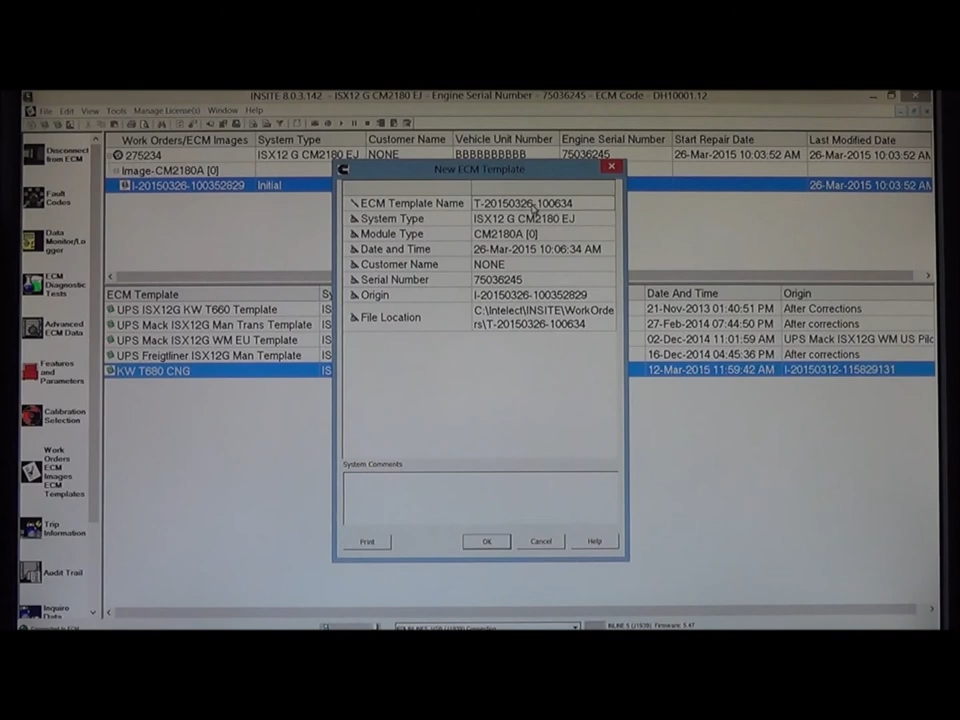 INSITE 8.0.3.142 - ISX12 G CM2180 EJ - Engine Serial Number - 75036245 - ECM Code - DH10001.12
File Edit View Tools Manage License(s) Window Help
Work Orders/ECM Images System Type Customer Name Vehicle Unit Number Engine Serial Number Start Repair Date Last Modified Date
275234 ISX12 G CM2180 EJ NONE BBBBBBBBBB 75036245 26-Mar-2015 10:03:52 AM 26-Mar-2015 10:03:52 AM
Image-CM2180A [0]
I-20150326-100352829 Initial 26-Mar-2015 10:03:52 AM
Disconnect
from ECM
Fault
Codes
Data
Monitor/Lo
gger
ECM
Diagnostic
Tests
Advanced
ECM Data
Features
and
Parameters
Calibration
Selection
Work
Orders
ECM
Images
ECM
Templates
Trip
Information
Audit Trail
Inquiro
Data
ECM Template Sy Date And Time Origin
UPS ISX12G KW T660 Template IS 21-Nov-2013 01:40:51 PM After Corrections
UPS Mack ISX12G Man Trans Template IS 27-Feb-2014 07:44:50 PM After corrections
UPS Mack ISX12G WM EU Template IS 02-Dec-2014 11:01:59 AM UPS Mack ISX12G WM US Pilo
UPS Freigtliner ISX12G Man Template IS 16-Dec-2014 04:45:36 PM After corrections
KW T680 CNG IS 12-Mar-2015 11:59:42 AM I-20150312-115829131
New ECM Template
ECM Template Name T-20150326-100634
System Type ISX12 G CM2180 EJ
Module Type CM2180A [0]
Date and Time 26-Mar-2015 10:06:34 AM
Customer Name NONE
Serial Number 75036245
Origin I-20150326-100352829
File Location C:\Intelect\INSITE\WorkOrde
rs\T-20150326-100634
System Comments
Print OK Cancel Help
Connected to ECM
INLINE 5 (J1939) Firmware: 5.47